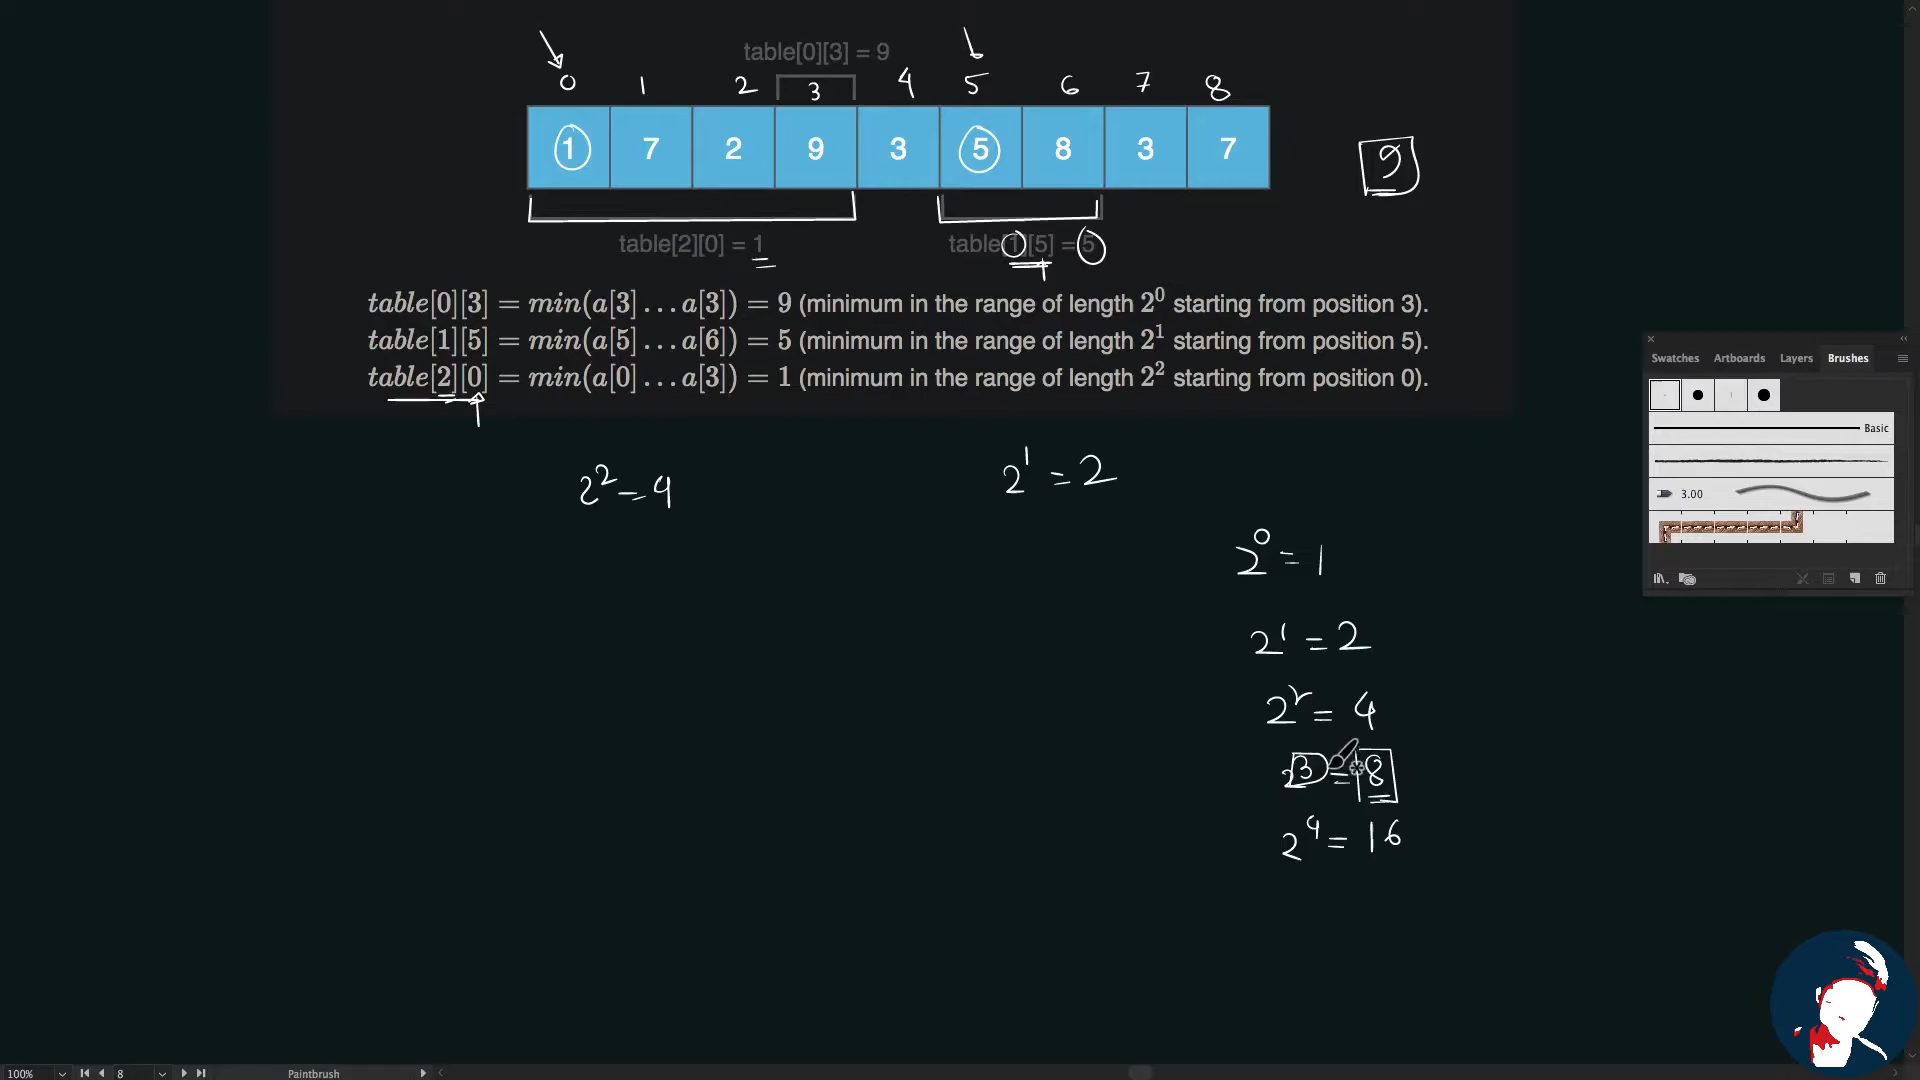 table[0][3] = 9
0 1 2 3 4 5 6 7 8
1 7 2 9 3 5 8 3 7
9
table[2][0] = 1
table[1][5] = 5
table[0][3] = min(a[3] ... a[3]) = 9 (minimum in the range of length 2^0 starting from position 3).
table[1][5] = min(a[5] ... a[6]) = 5 (minimum in the range of length 2^1 starting from position 5).
table[2][0] = min(a[0] ... a[3]) = 1 (minimum in the range of length 2^2 starting from position 0).
2^2 = 4
2^1 = 2
2^0 = 1
2^1 = 2
2^2 = 4
2^3 = 8
2^4 = 16
Swatches Artboards Layers Brushes
Basic
3.00
100% 8 Paintbrush